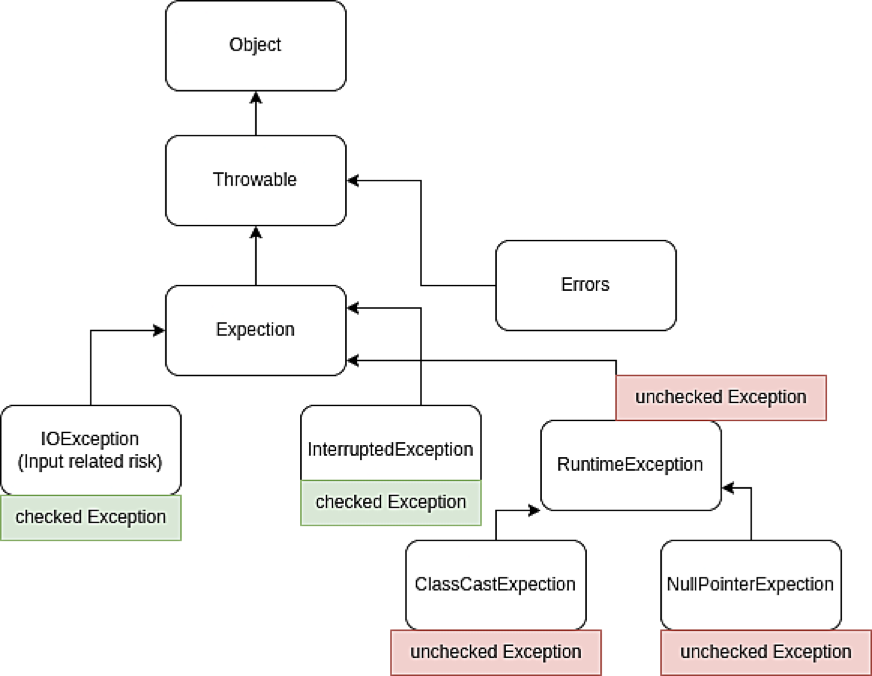 Object
Throwable
Errors
Expection
unchecked Exception
IOException
(Input related risk)
InterruptedException
RuntimeException
checked Exception
checked Exception
ClassCastExpection
NullPointerExpection
unchecked Exception
unchecked Exception